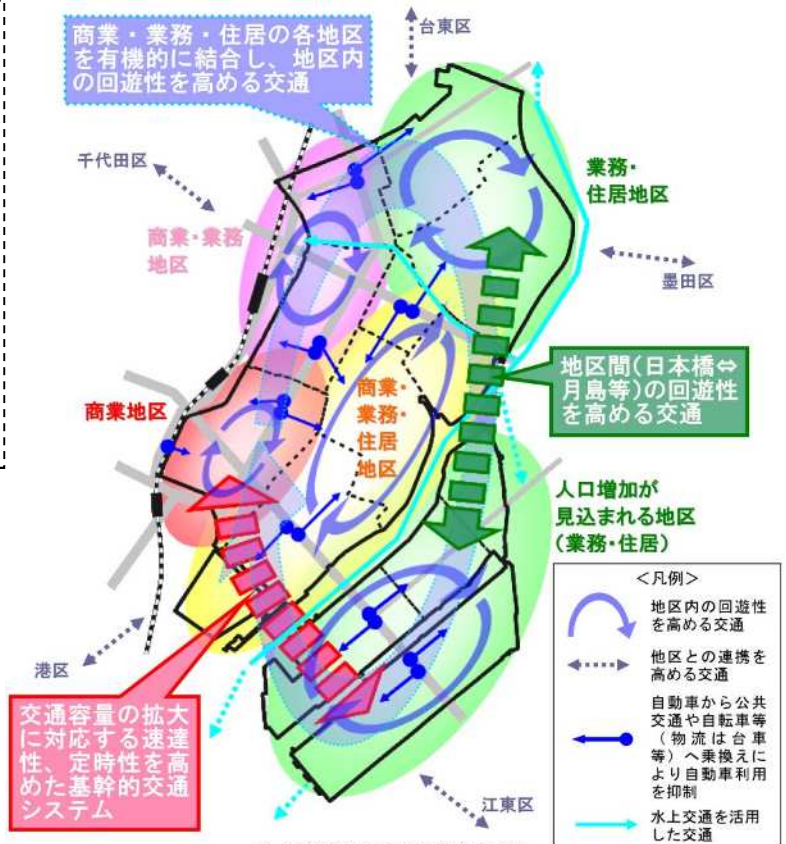 商業・業務・住居の各地区
を有機的に結合し、地区内
の回遊性を高める交通
台東区
千代田区
業務・
住居地区
商業・業務
地区
墨田区
地区間(日本橋⇔
月島等)の回遊性
を高める交通
商業地区
商業・
業務・
住居
地区
人口増加が
見込まれる地区
(業務・住居)
港区
交通容量の拡大
に対応する速達
性、定時性を高
めた基幹的交通
システム
江東区
<凡例>
地区内の回遊性
を高める交通
他区との連携を
高める交通
自動車から公共
交通や自転車等
(物流は台車
等)へ乗換えに
より自動車利用
を抑制
水上交通を活用
した交通